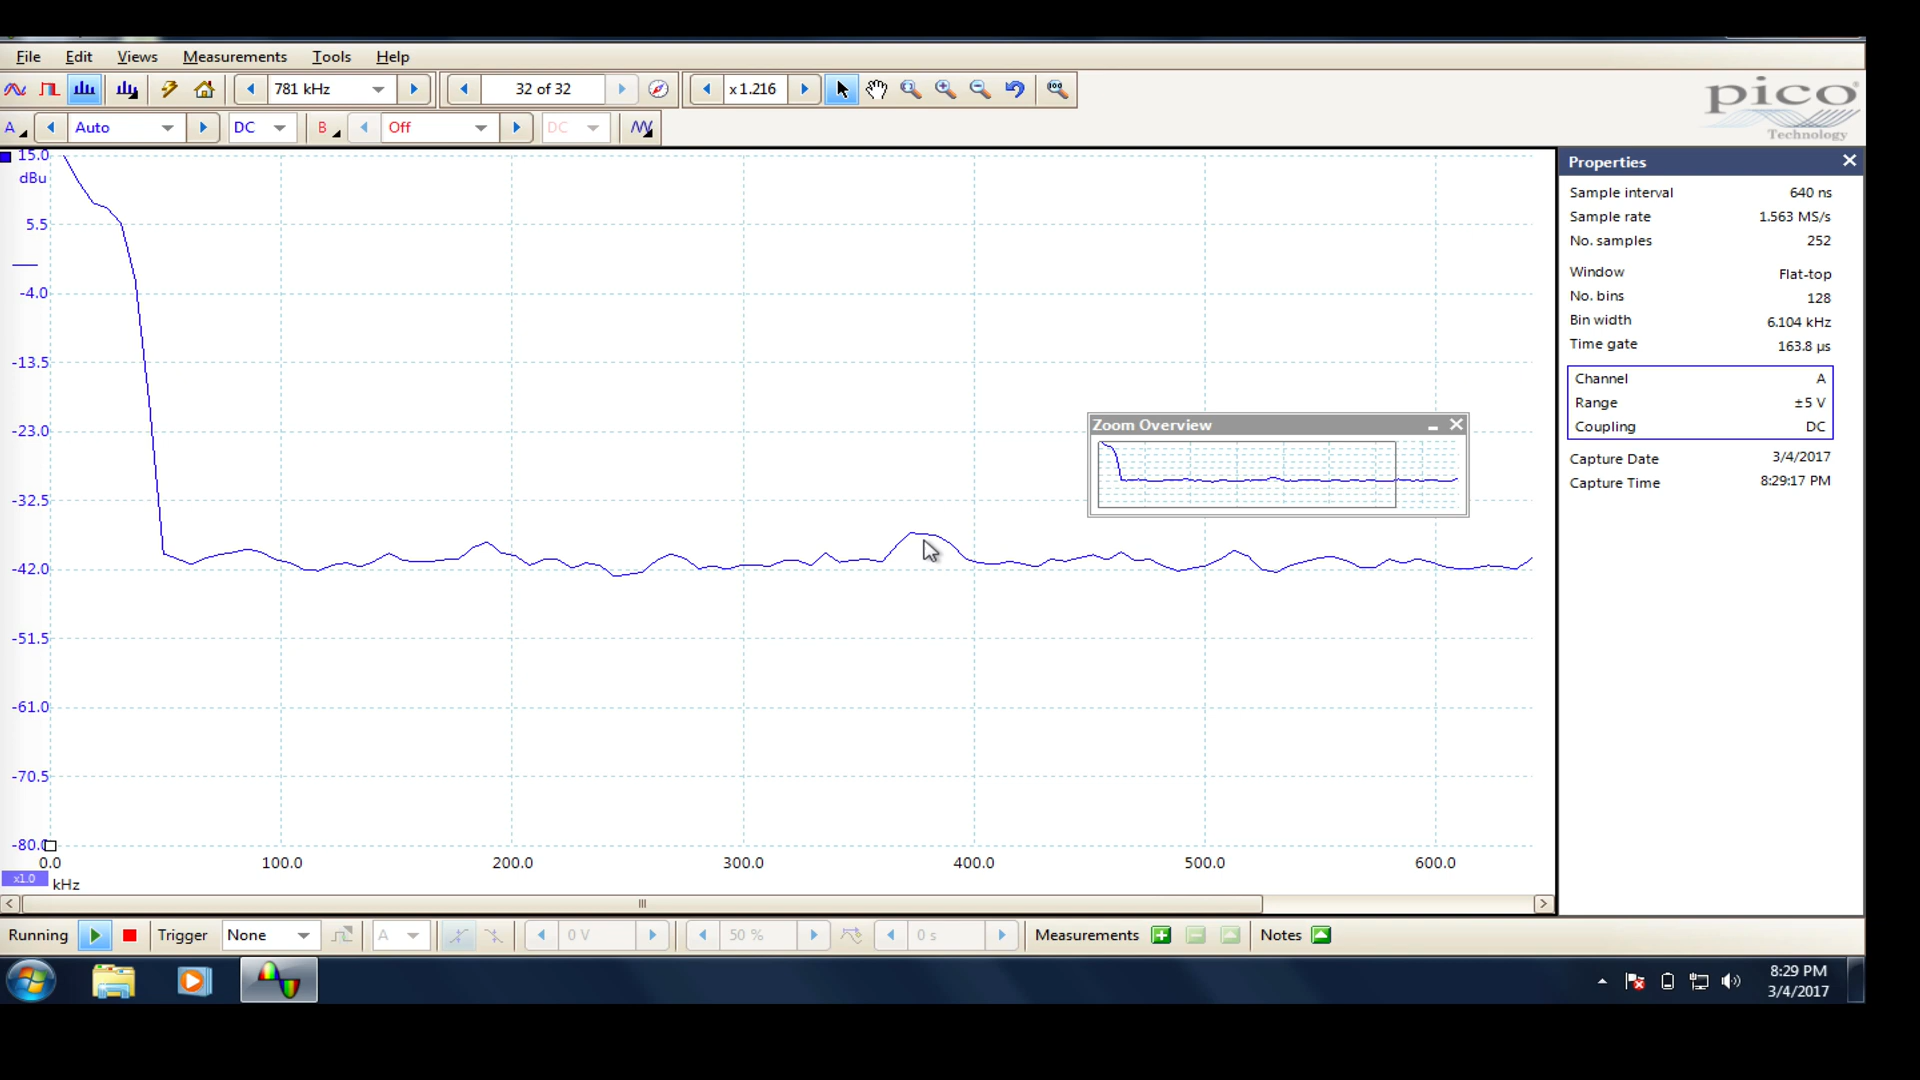 File Edit Views Measurements Tools Help
781 kHz 32 of 32 x1.216
A Auto DC B Off DC
pico
Technology
15.0
dBu
5.5
-4.0
-13.5
-23.0
-32.5
-42.0
-51.5
-61.0
-70.5
-80.0
0.0 100.0 200.0 300.0 400.0 500.0 600.0
x1.0 kHz
Zoom Overview
Properties
Sample interval 640 ns
Sample rate 1.563 MS/s
No. samples 252
Window Flat-top
No. bins 128
Bin width 6.104 kHz
Time gate 163.8 µs
Channel A
Range ±5 V
Coupling DC
Capture Date 3/4/2017
Capture Time 8:29:17 PM
Running Trigger None A 0 V 50 % 0 s Measurements Notes
8:29 PM
3/4/2017